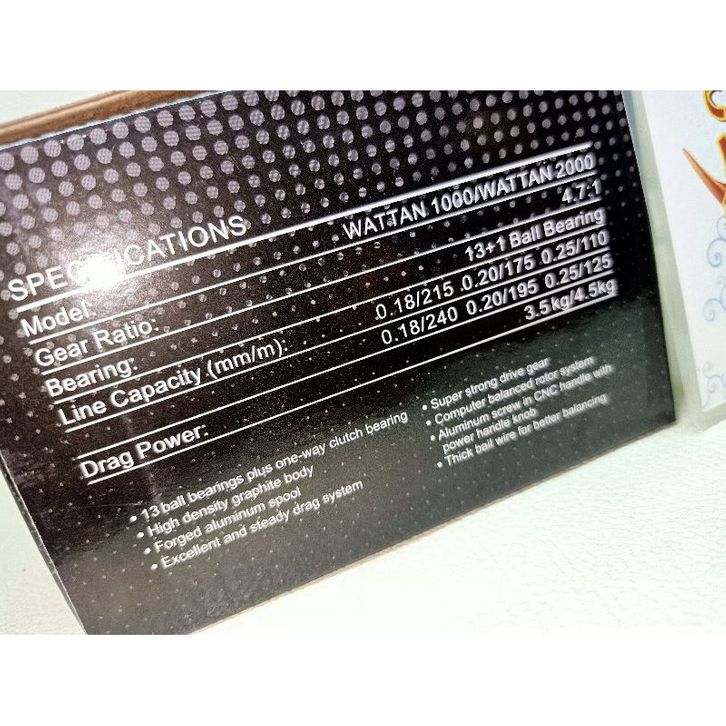 SPECIFICATIONS
Model: WATTAN 1000/WATTAN 2000
Gear Ratio: 4.7:1
Bearing: 13+1 Ball Bearing
Line Capacity (mm/m): 0.18/215 0.20/175 0.25/110
0.18/240 0.20/195 0.25/125
Drag Power: 3.5kg/4.5kg
• 13 ball bearings plus one-way clutch bearing
• High density graphite body
• Forged aluminum spool
• Excellent and steady drag system
• Super strong drive gear
• Computer balanced rotor system
• Aluminum screw in CNC handle with
power handle knob
• Thick ball wire for better balancing